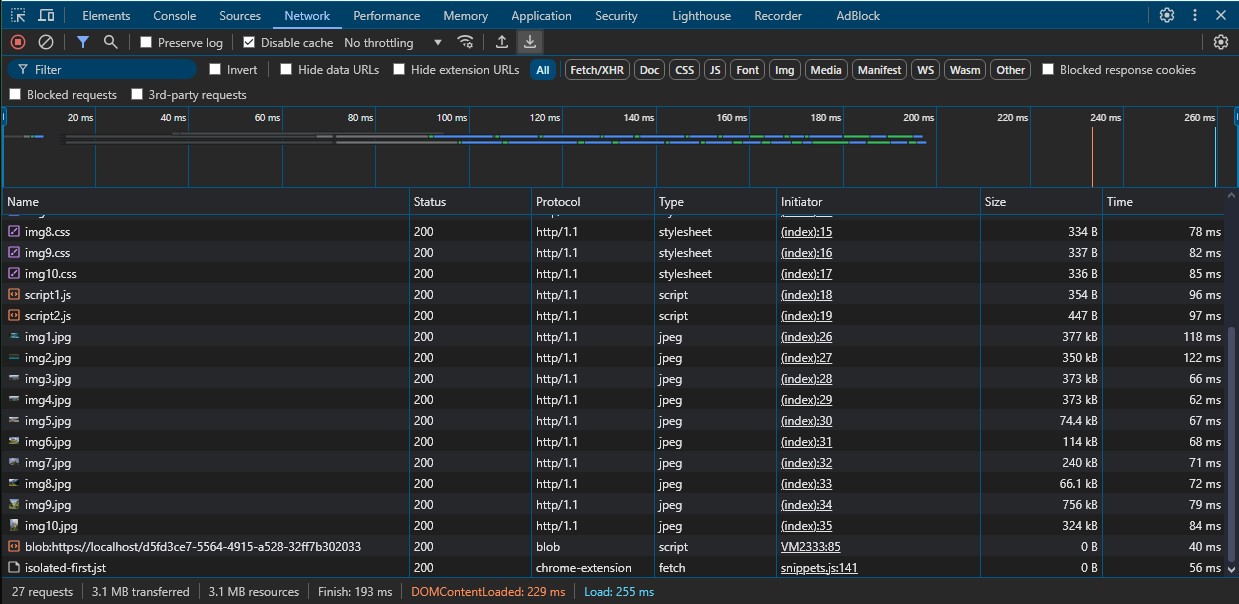 Elements Console Sources Network Performance Memory Application Security Lighthouse Recorder AdBlock
Preserve log Disable cache No throttling
Filter Invert Hide data URLs Hide extension URLs All Fetch/XHR Doc CSS JS Font Img Media Manifest WS Wasm Other Blocked response cookies
Blocked requests 3rd-party requests
20 ms 40 ms 60 ms 80 ms 100 ms 120 ms 140 ms 160 ms 180 ms 200 ms 220 ms 240 ms 260 ms
Name Status Protocol Type Initiator Size Time
img8.css 200 http/1.1 stylesheet (index):15 334 B 78 ms
img9.css 200 http/1.1 stylesheet (index):16 337 B 82 ms
img10.css 200 http/1.1 stylesheet (index):17 336 B 85 ms
script1.js 200 http/1.1 script (index):18 354 B 96 ms
script2.js 200 http/1.1 script (index):19 447 B 97 ms
img1.jpg 200 http/1.1 jpeg (index):26 377 kB 118 ms
img2.jpg 200 http/1.1 jpeg (index):27 350 kB 122 ms
img3.jpg 200 http/1.1 jpeg (index):28 373 kB 66 ms
img4.jpg 200 http/1.1 jpeg (index):29 373 kB 62 ms
img5.jpg 200 http/1.1 jpeg (index):30 74.4 kB 67 ms
img6.jpg 200 http/1.1 jpeg (index):31 114 kB 68 ms
img7.jpg 200 http/1.1 jpeg (index):32 240 kB 71 ms
img8.jpg 200 http/1.1 jpeg (index):33 66.1 kB 72 ms
img9.jpg 200 http/1.1 jpeg (index):34 756 kB 79 ms
img10.jpg 200 http/1.1 jpeg (index):35 324 kB 84 ms
blob:https://localhost/d5fd3ce7-5564-4915-a528-32ff7b302033 200 blob script VM2333:85 0 B 40 ms
isolated-first.jst 200 chrome-extension fetch snippets.js:141 0 B 56 ms
27 requests 3.1 MB transferred 3.1 MB resources Finish: 193 ms DOMContentLoaded: 229 ms Load: 255 ms